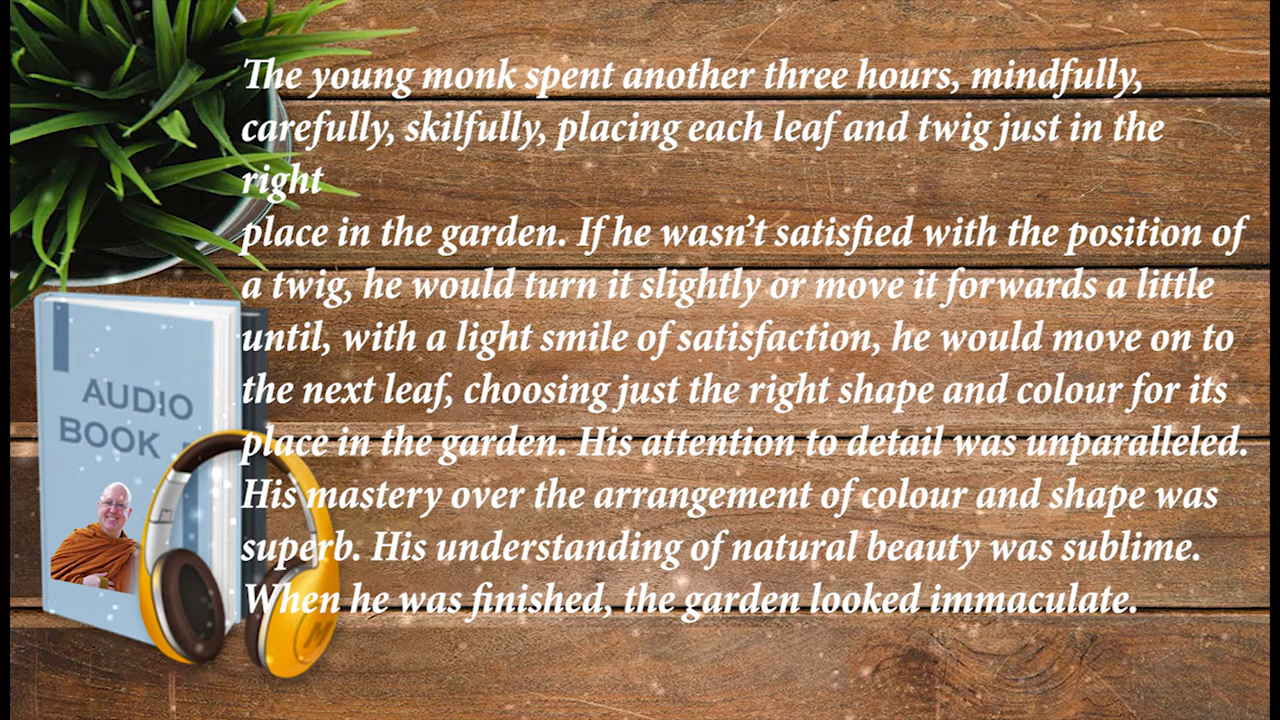 The young monk spent another three hours, mindfully,
carefully, skilfully, placing each leaf and twig just in the
right
place in the garden. If he wasn’t satisfied with the position of
a twig, he would turn it slightly or move it forwards a little
until, with a light smile of satisfaction, he would move on to
the next leaf, choosing just the right shape and colour for its
place in the garden. His attention to detail was unparalleled.
His mastery over the arrangement of colour and shape was
superb. His understanding of natural beauty was sublime.
When he was finished, the garden looked immaculate.
AUDIO
BOOK
M